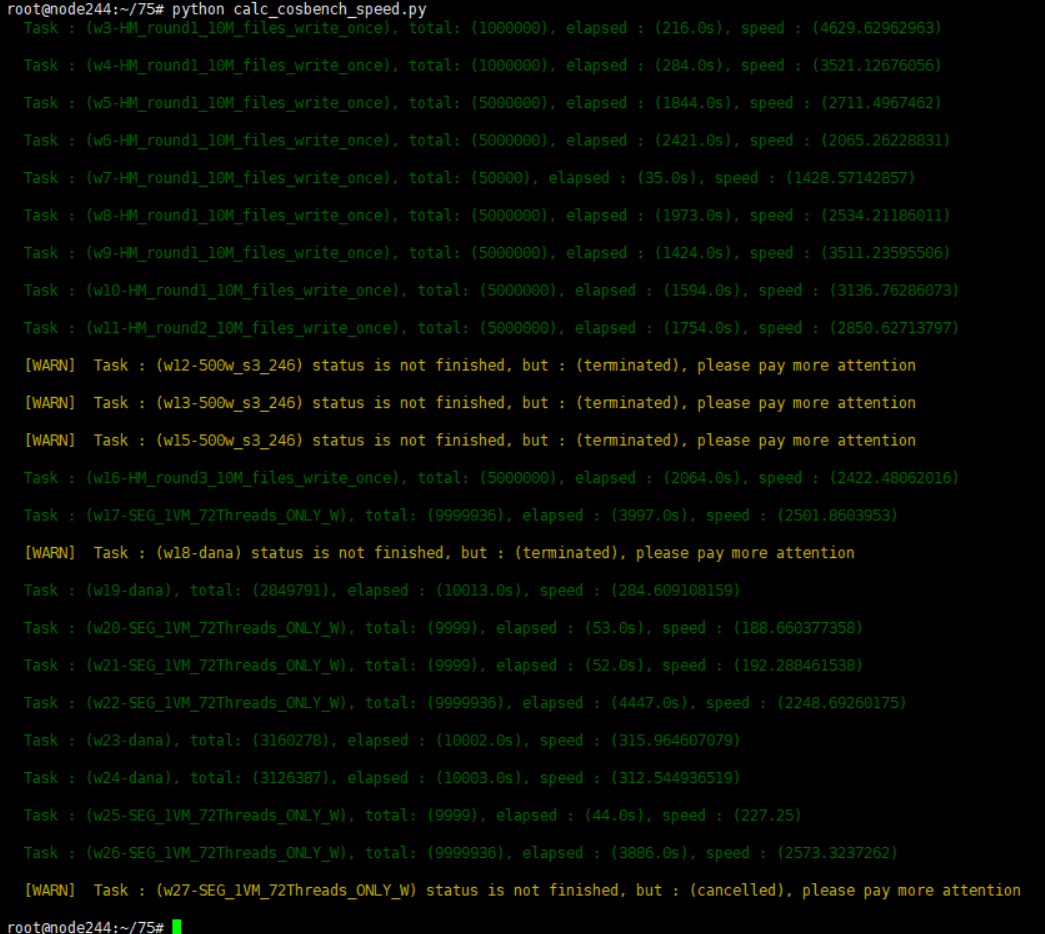 root@node244:~/75# python calc_cosbench_speed.py
Task : (w3-HM_round1_10M_files_write_once), total: (1000000), elapsed : (216.0s), speed : (4629.62962963)
Task : (w4-HM_round1_10M_files_write_once), total: (1000000), elapsed : (284.0s), speed : (3521.12676056)
Task : (w5-HM_round1_10M_files_write_once), total: (5000000), elapsed : (1844.0s), speed : (2711.4967462)
Task : (w6-HM_round1_10M_files_write_once), total: (5000000), elapsed : (2421.0s), speed : (2065.26228831)
Task : (w7-HM_round1_10M_files_write_once), total: (50000), elapsed : (35.0s), speed : (1428.57142857)
Task : (w8-HM_round1_10M_files_write_once), total: (5000000), elapsed : (1973.0s), speed : (2534.21186011)
Task : (w9-HM_round1_10M_files_write_once), total: (5000000), elapsed : (1424.0s), speed : (3511.23595506)
Task : (w10-HM_round1_10M_files_write_once), total: (5000000), elapsed : (1594.0s), speed : (3136.76286073)
Task : (w11-HM_round2_10M_files_write_once), total: (5000000), elapsed : (1754.0s), speed : (2850.62713797)
[WARN]  Task : (w12-500w_s3_246) status is not finished, but : (terminated), please pay more attention
[WARN]  Task : (w13-500w_s3_246) status is not finished, but : (terminated), please pay more attention
[WARN]  Task : (w15-500w_s3_246) status is not finished, but : (terminated), please pay more attention
Task : (w16-HM_round3_10M_files_write_once), total: (5000000), elapsed : (2064.0s), speed : (2422.48062016)
Task : (w17-SEG_1VM_72Threads_ONLY_W), total: (9999936), elapsed : (3997.0s), speed : (2501.8603953)
[WARN]  Task : (w18-dana) status is not finished, but : (terminated), please pay more attention
Task : (w19-dana), total: (2849791), elapsed : (10013.0s), speed : (284.609108159)
Task : (w20-SEG_1VM_72Threads_ONLY_W), total: (9999), elapsed : (53.0s), speed : (188.660377358)
Task : (w21-SEG_1VM_72Threads_ONLY_W), total: (9999), elapsed : (52.0s), speed : (192.288461538)
Task : (w22-SEG_1VM_72Threads_ONLY_W), total: (9999936), elapsed : (4447.0s), speed : (2248.69260175)
Task : (w23-dana), total: (3160278), elapsed : (10002.0s), speed : (315.964607079)
Task : (w24-dana), total: (3126387), elapsed : (10003.0s), speed : (312.544936519)
Task : (w25-SEG_1VM_72Threads_ONLY_W), total: (9999), elapsed : (44.0s), speed : (227.25)
Task : (w26-SEG_1VM_72Threads_ONLY_W), total: (9999936), elapsed : (3886.0s), speed : (2573.3237262)
[WARN]  Task : (w27-SEG_1VM_72Threads_ONLY_W) status is not finished, but : (cancelled), please pay more attention
root@node244:~/75#